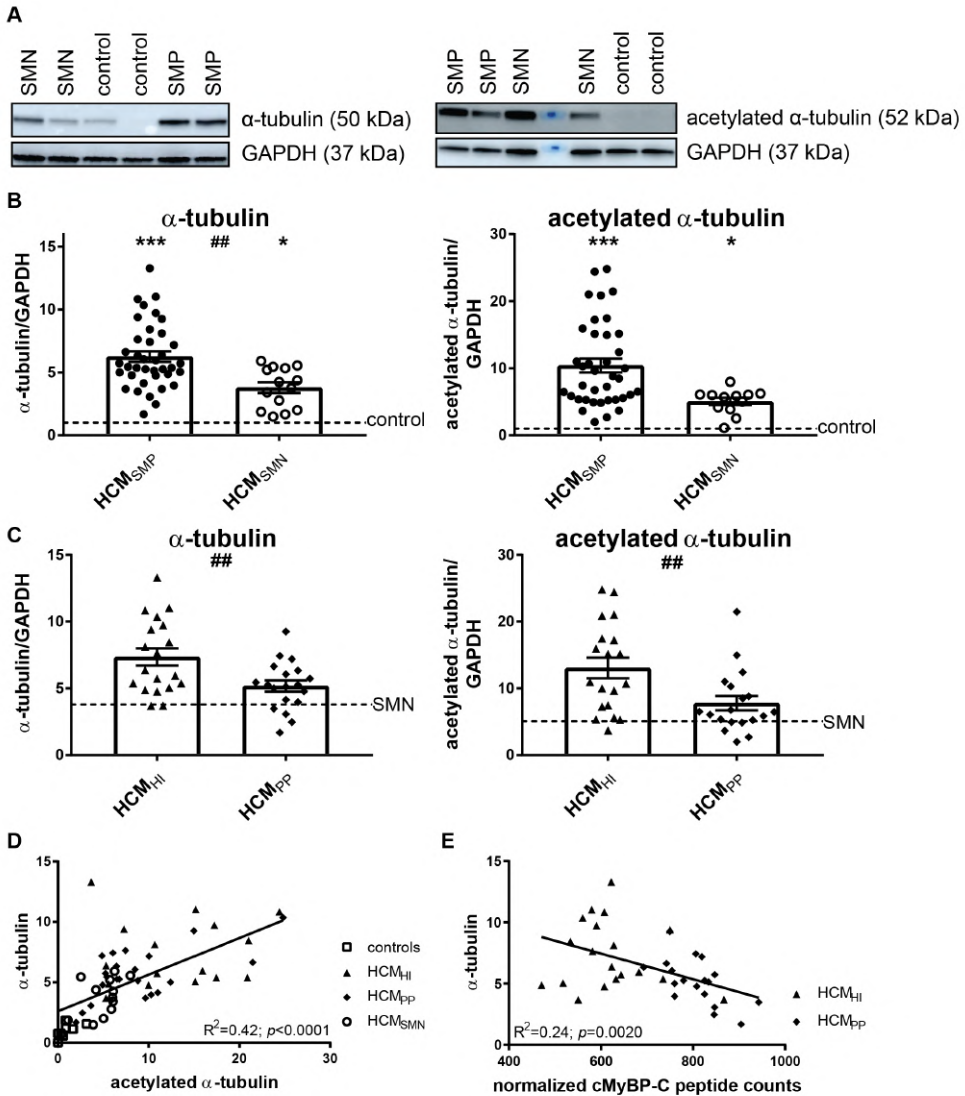 A
SMN
SMN
control
control
SMP
SMP
α-tubulin (50 kDa)
GAPDH (37 kDa)
SMP
SMP
SMN
SMN
control
control
acetylated α-tubulin (52 kDa)
GAPDH (37 kDa)
B
α-tubulin
*** ## *
α-tubulin/GAPDH
15
10
5
0
control
HCMSMP
HCMSMN
acetylated α-tubulin
*** *
acetylated α-tubulin/
GAPDH
30
20
10
0
control
HCMSMP
HCMSMN
C
α-tubulin
##
α-tubulin/GAPDH
15
10
5
0
SMN
HCMHI
HCMPP
acetylated α-tubulin
##
acetylated α-tubulin/
GAPDH
30
20
10
0
SMN
HCMHI
HCMPP
D
α-tubulin
15
10
5
0
0 10 20 30
acetylated α-tubulin
R2=0.42; p<0.0001
controls
HCMHI
HCMPP
HCMSMN
E
α-tubulin
15
10
5
0
400 600 800 1000
normalized cMyBP-C peptide counts
R2=0.24; p=0.0020
HCMHI
HCMPP